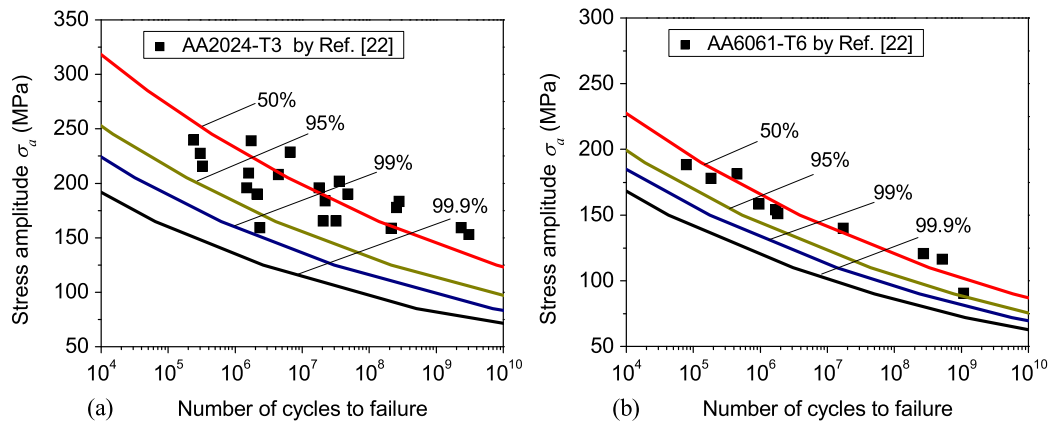 350
300
250
200
150
100
50
Stress amplitude σa (MPa)
AA2024-T3 by Ref. [22]
50%
95%
99%
99.9%
10^4 10^5 10^6 10^7 10^8 10^9 10^10
(a) Number of cycles to failure
300
250
200
150
100
50
Stress amplitude σa (MPa)
AA6061-T6 by Ref. [22]
50%
95%
99%
99.9%
10^4 10^5 10^6 10^7 10^8 10^9 10^10
(b) Number of cycles to failure